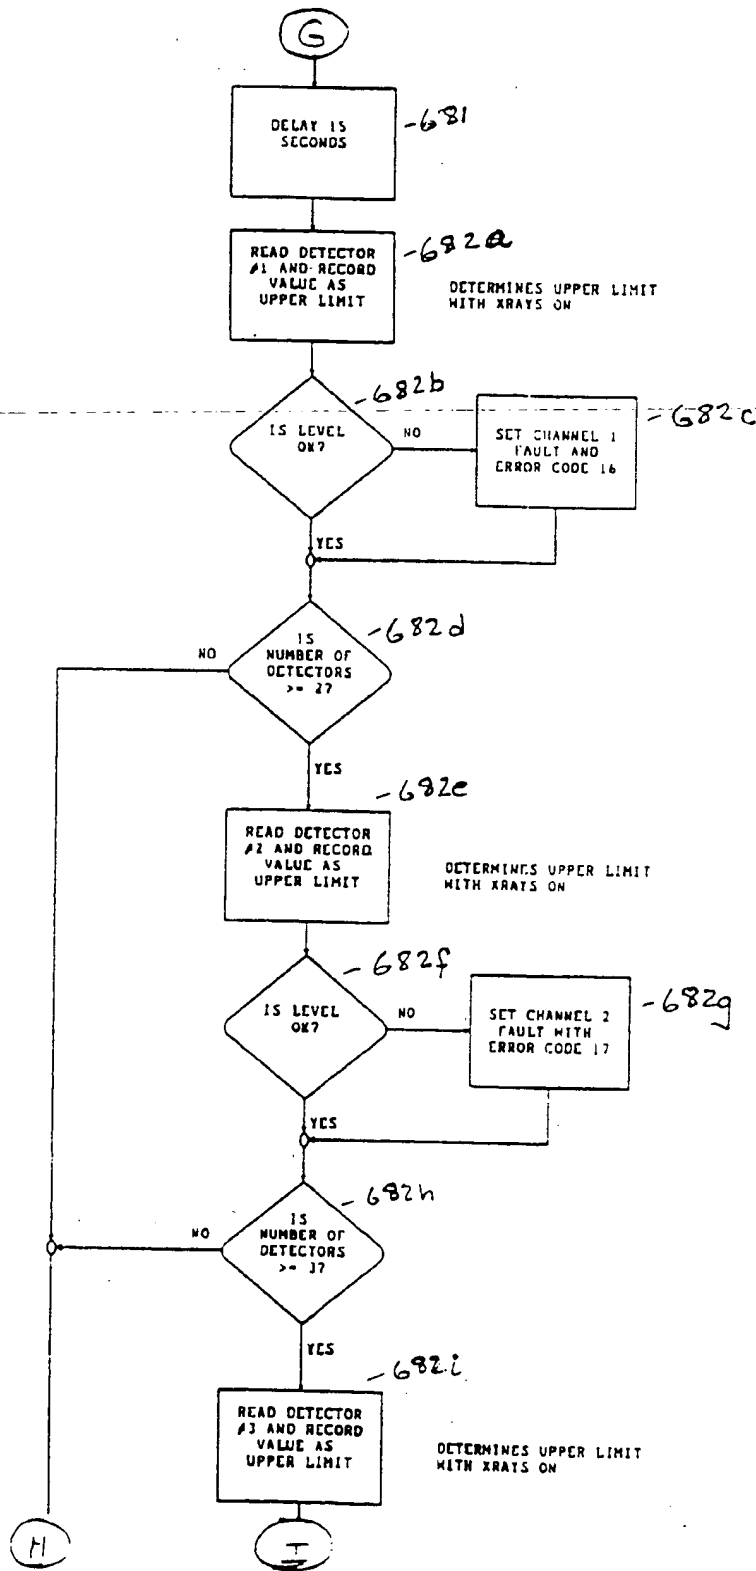 G
DELAY 15
SECONDS
-681
READ DETECTOR
#1 AND RECORD
VALUE AS
UPPER LIMIT
-682a
DETERMINES UPPER LIMIT
WITH XRAYS ON
-682b
IS LEVEL
OK?
NO
SET CHANNEL 1
FAULT AND
ERROR CODE 16
-682c
YES
IS
NUMBER OF
DETECTORS
>= 2?
-682d
NO
YES
READ DETECTOR
#2 AND RECORD
VALUE AS
UPPER LIMIT
-682e
DETERMINES UPPER LIMIT
WITH XRAYS ON
-682f
IS LEVEL
OK?
NO
SET CHANNEL 2
FAULT WITH
ERROR CODE 17
-682g
YES
IS
NUMBER OF
DETECTORS
>= 3?
-682h
NO
YES
READ DETECTOR
#3 AND RECORD
VALUE AS
UPPER LIMIT
-682i
DETERMINES UPPER LIMIT
WITH XRAYS ON
H
I